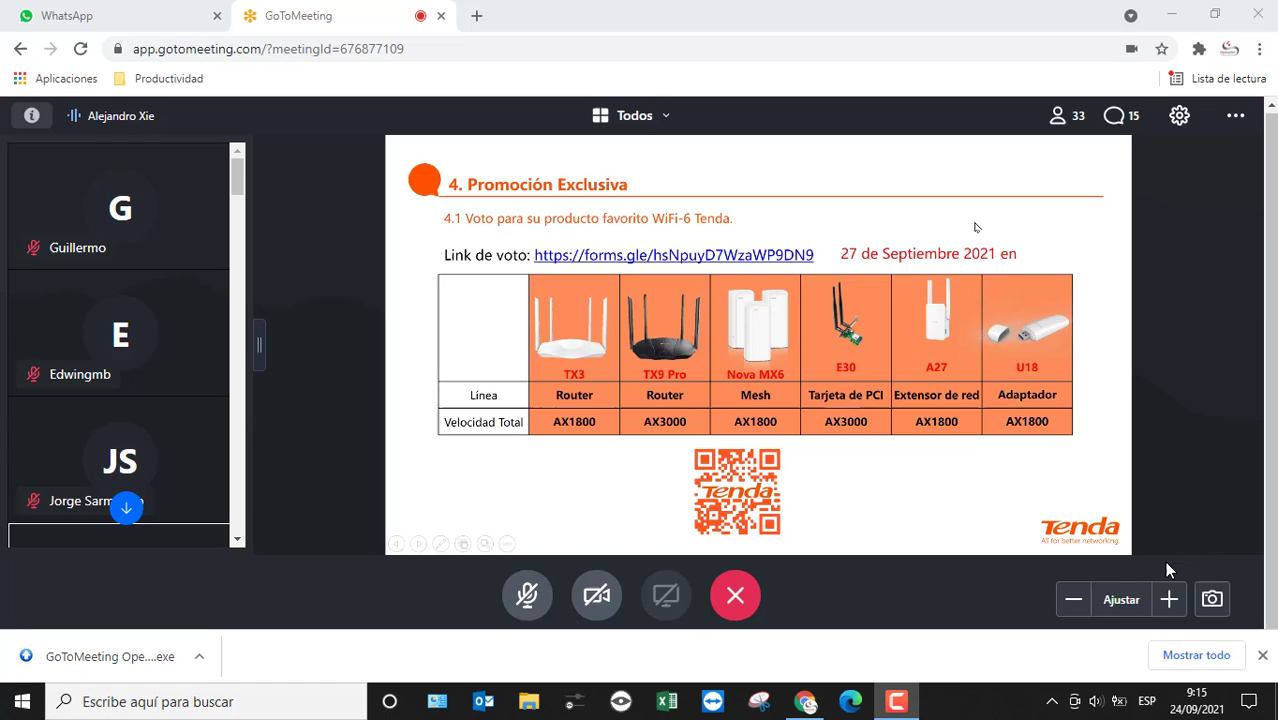 WhatsApp
GoToMeeting
app.gotomeeting.com/?meetingId=676877109
Aplicaciones
Productividad
Lista de lectura
Alejandro Xie
Todos
33
15
G
Guillermo
E
Edwingmb
JS
Jorge Sarm
4. Promoción Exclusiva
4.1 Voto para su producto favorito WiFi-6 Tenda.
Link de voto: https://forms.gle/hsNpuyD7WzaWP9DN9 27 de Septiembre 2021 en
TX3 TX9 Pro Nova MX6 E30 A27 U18
Línea Router Router Mesh Tarjeta de PCI Extensor de red Adaptador
Velocidad Total AX1800 AX3000 AX1800 AX3000 AX1800 AX1800
Tenda
Tenda
All for better networking
Ajustar
GoToMeeting Ope....exe
Mostrar todo
Escribe aquí para buscar
ESP
9:15
24/09/2021